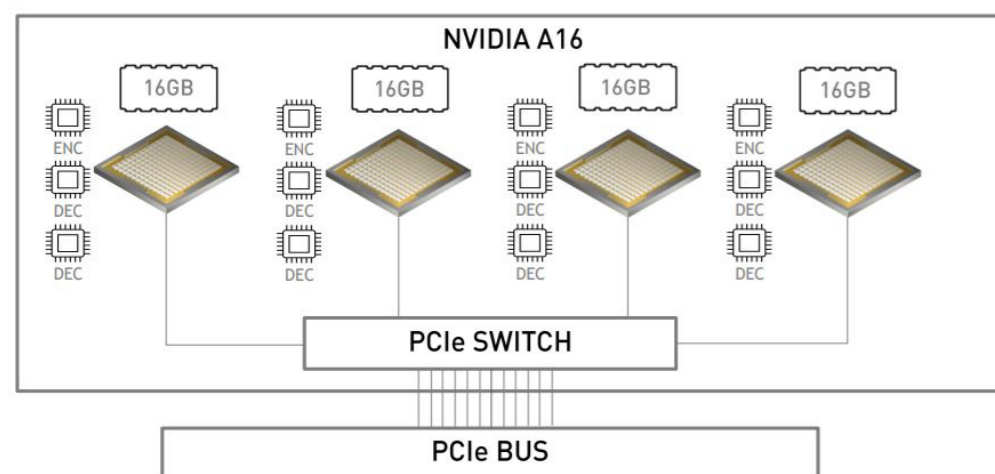 NVIDIA A16
16GB 16GB 16GB 16GB
ENC ENC ENC ENC
DEC DEC DEC DEC
DEC DEC DEC DEC
PCIe SWITCH
PCIe BUS